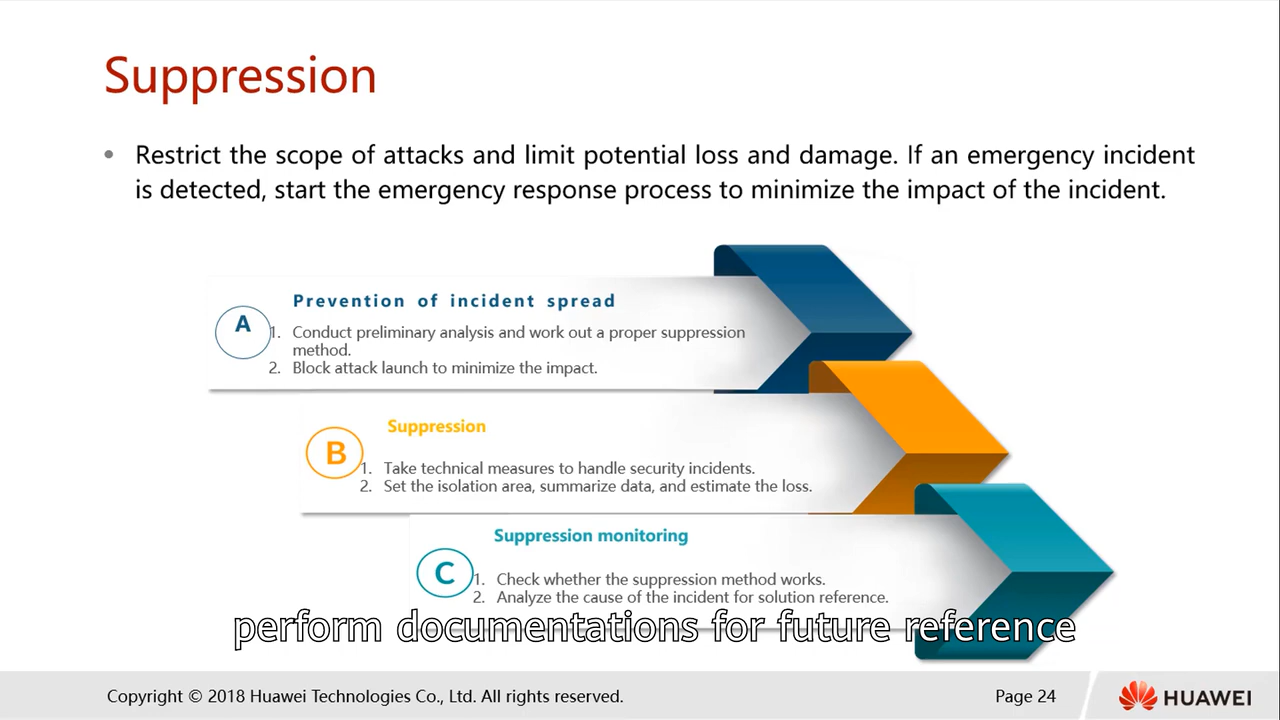 Suppression
• Restrict the scope of attacks and limit potential loss and damage. If an emergency incident
is detected, start the emergency response process to minimize the impact of the incident.
A
Prevention of incident spread
1. Conduct preliminary analysis and work out a proper suppression
method.
2. Block attack launch to minimize the impact.
B
Suppression
1. Take technical measures to handle security incidents.
2. Set the isolation area, summarize data, and estimate the loss.
C
Suppression monitoring
1. Check whether the suppression method works.
2. Analyze the cause of the incident for solution reference.
perform documentations for future reference
Copyright © 2018 Huawei Technologies Co., Ltd. All rights reserved.
Page 24
HUAWEI